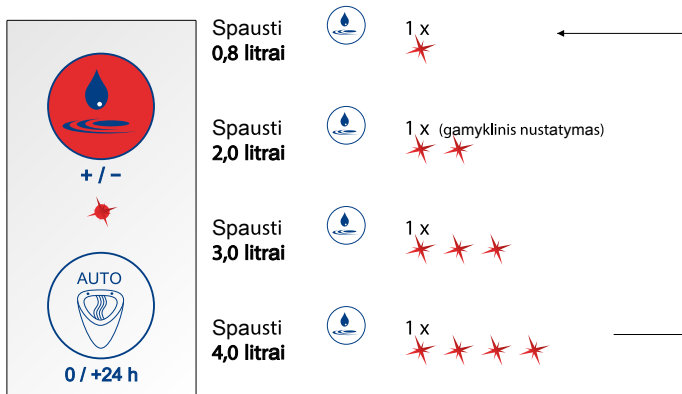 + / −
AUTO
0 / +24 h
Spausti 1 x
0,8 litrai
Spausti 1 x (gamyklinis nustatymas)
2,0 litrai
Spausti 1 x
3,0 litrai
Spausti 1 x
4,0 litrai